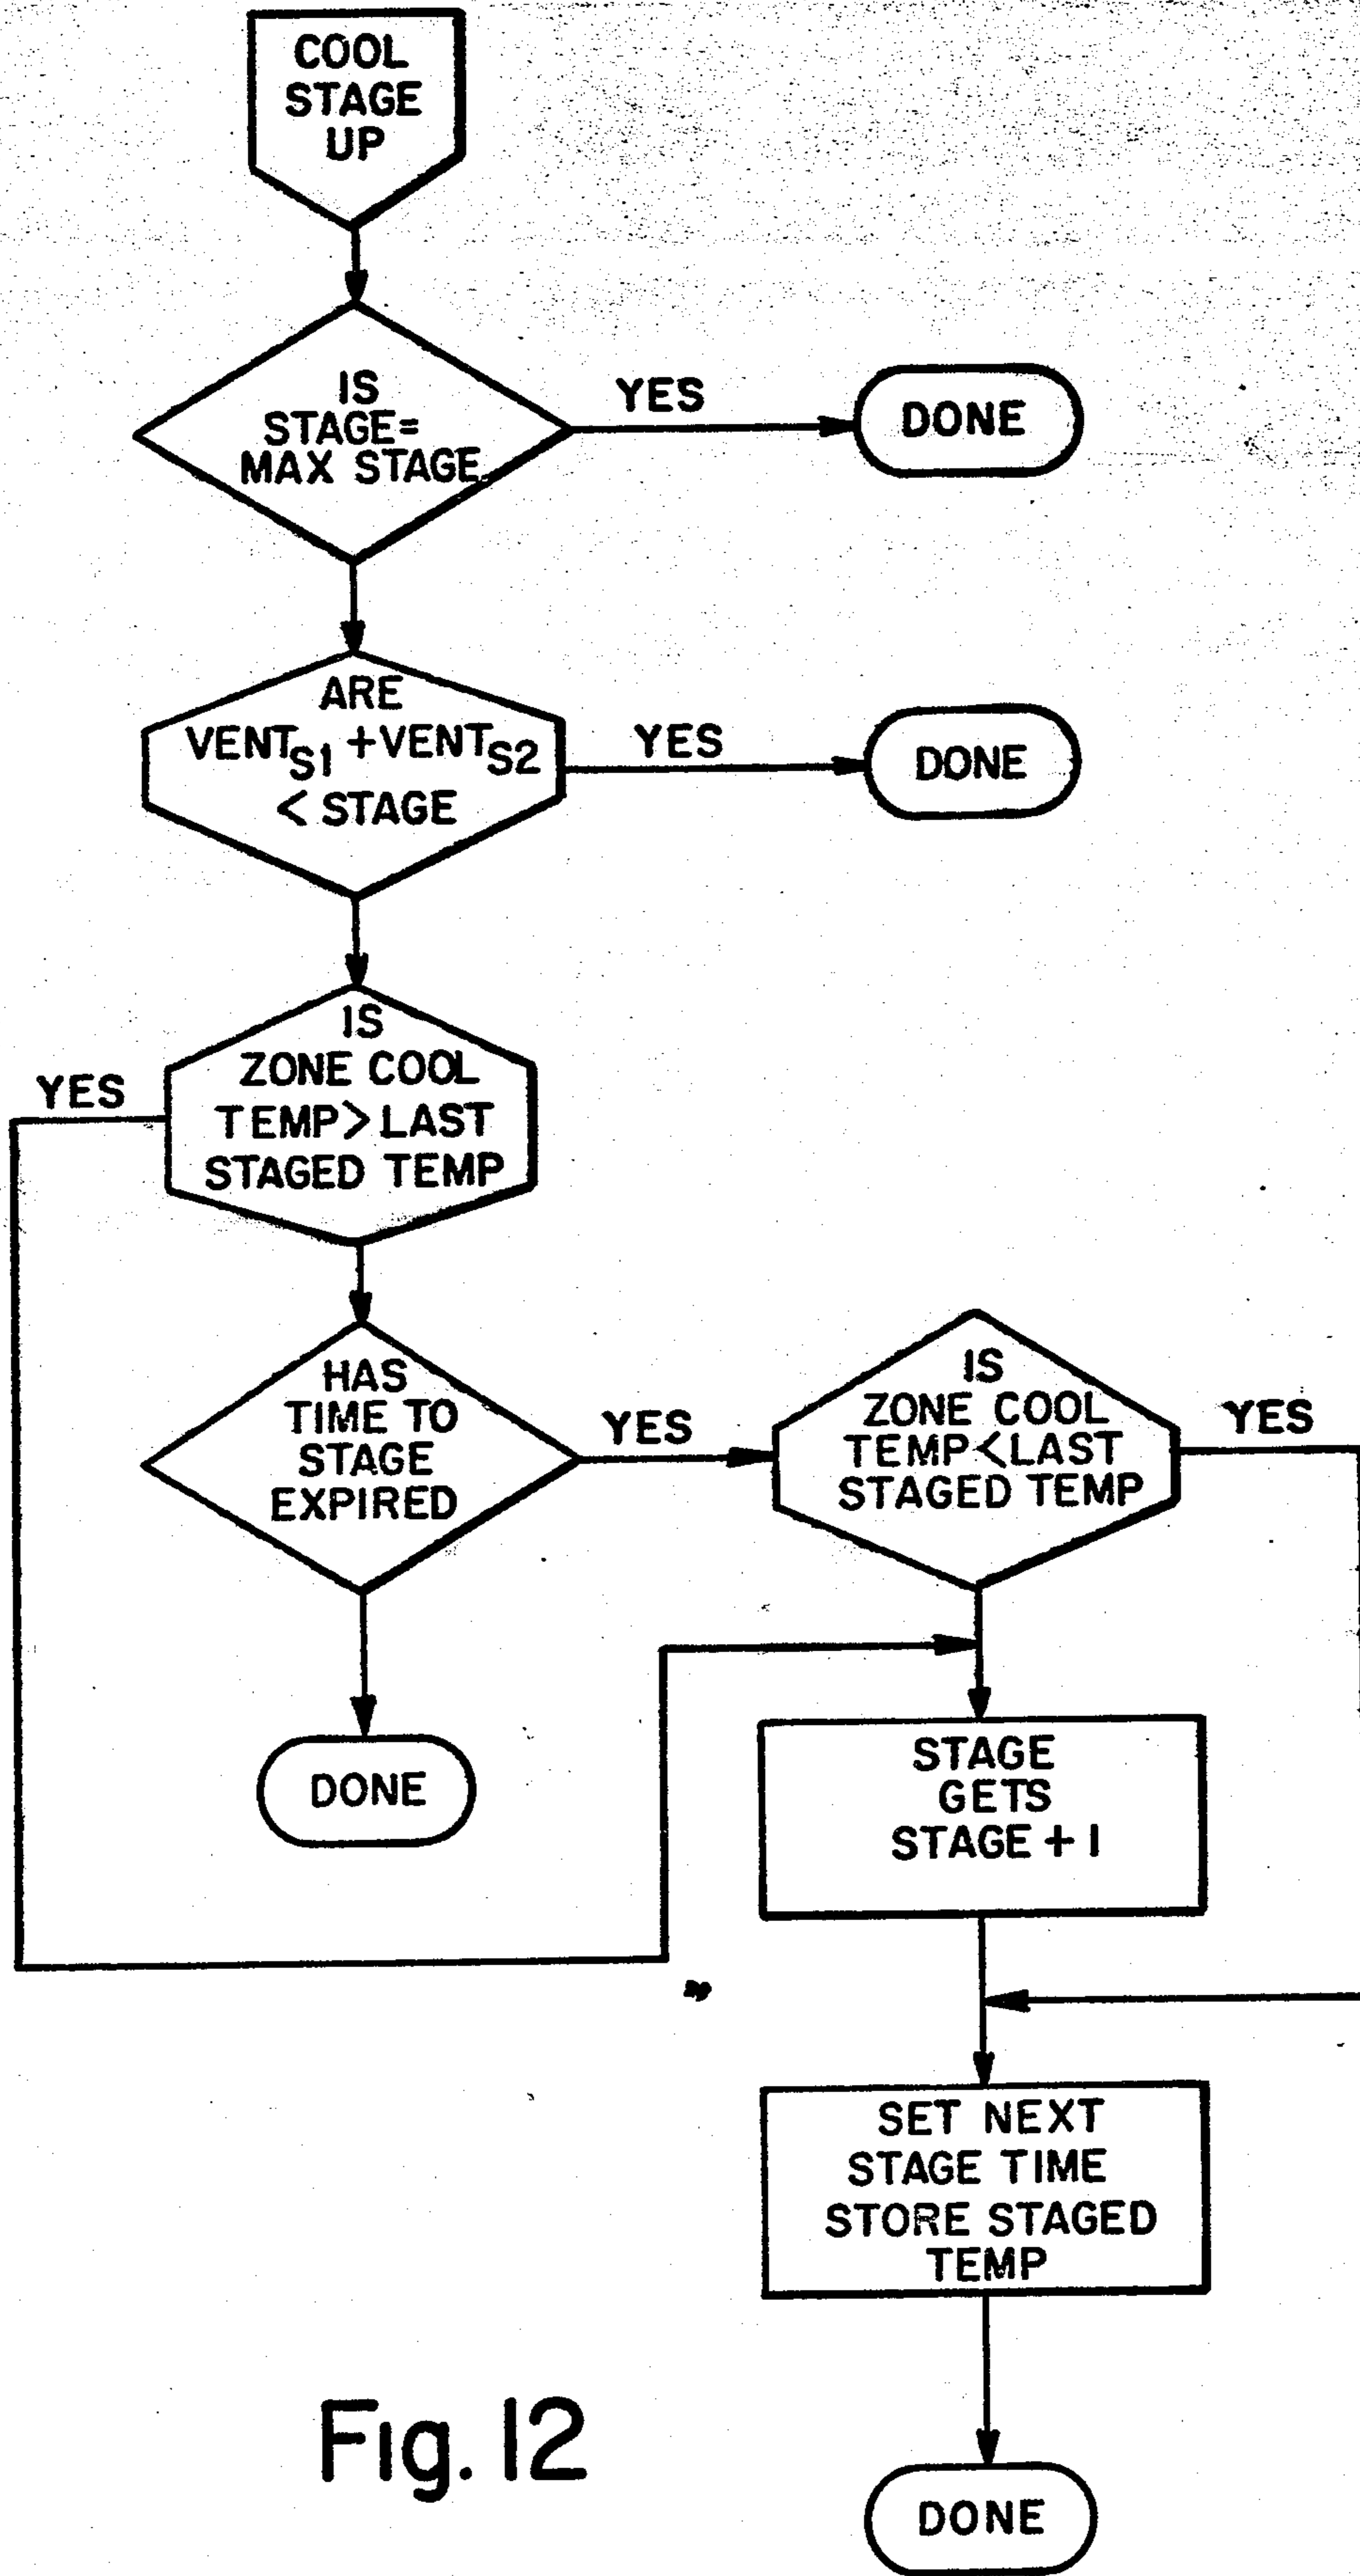 COOL
STAGE
UP
IS
STAGE=
MAX STAGE
YES
DONE
ARE
VENTS1 +VENTS2
< STAGE
YES
DONE
IS
ZONE COOL
TEMP>LAST
STAGED TEMP
YES
HAS
TIME TO
STAGE
EXPIRED
YES
IS
ZONE COOL
TEMP<LAST
STAGED TEMP
YES
DONE
STAGE
GETS
STAGE + 1
SET NEXT
STAGE TIME
STORE STAGED
TEMP
DONE
Fig. 12